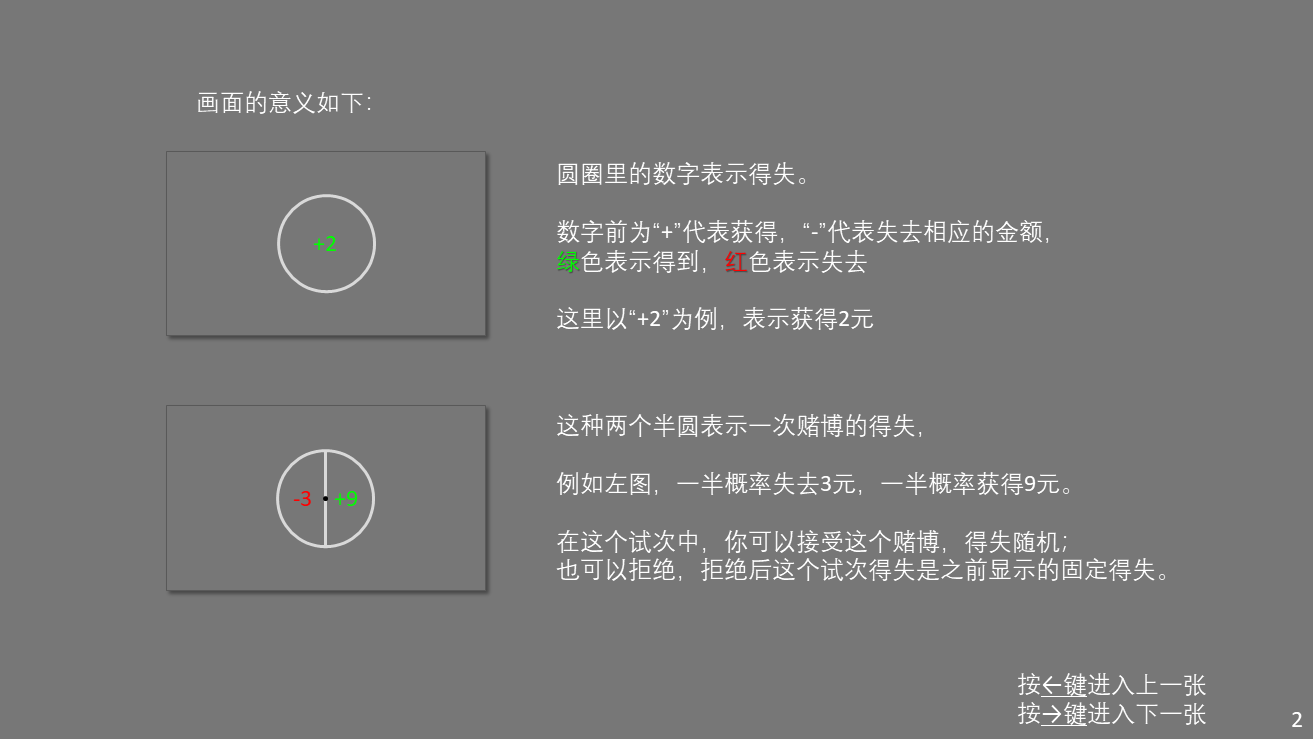 画面的意义如下：
+2
圆圈里的数字表示得失。
数字前为“+”代表获得，“-”代表失去相应的金额，
绿色表示得到，红色表示失去
这里以“+2”为例，表示获得2元
-3 +9
这种两个半圆表示一次赌博的得失，
例如左图，一半概率失去3元，一半概率获得9元。
在这个试次中，你可以接受这个赌博，得失随机；
也可以拒绝，拒绝后这个试次得失是之前显示的固定得失。
按←键进入上一张
按→键进入下一张
2